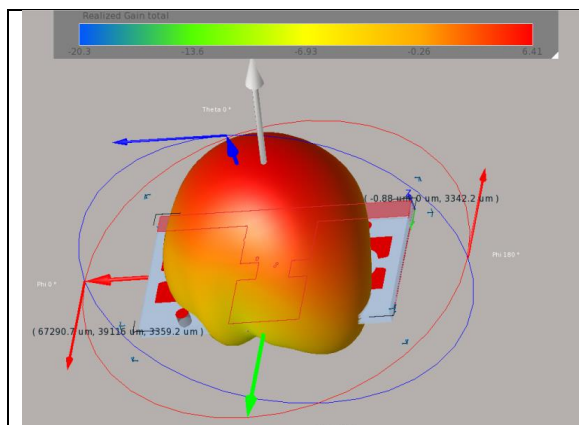 Realized Gain total
-20.3 -13.6 -6.93 -0.26 6.41
Theta 0 °
( -0.88 um, 0 um, 3342.2 um )
Phi 0 °
Phi 180 °
( 67290.7 um, 39116 um, 3359.2 um )